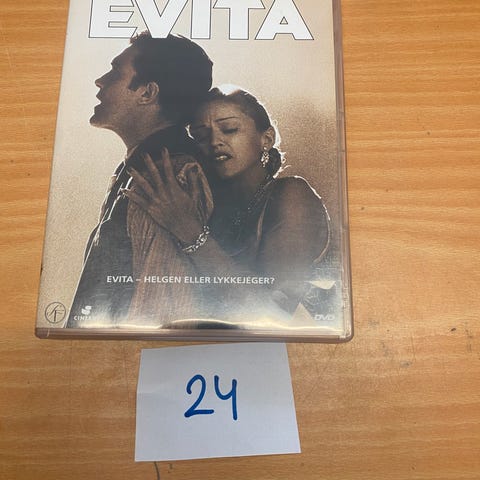 EVITA
EVITA – HELGEN ELLER LYKKEJEGER?
DVD
24